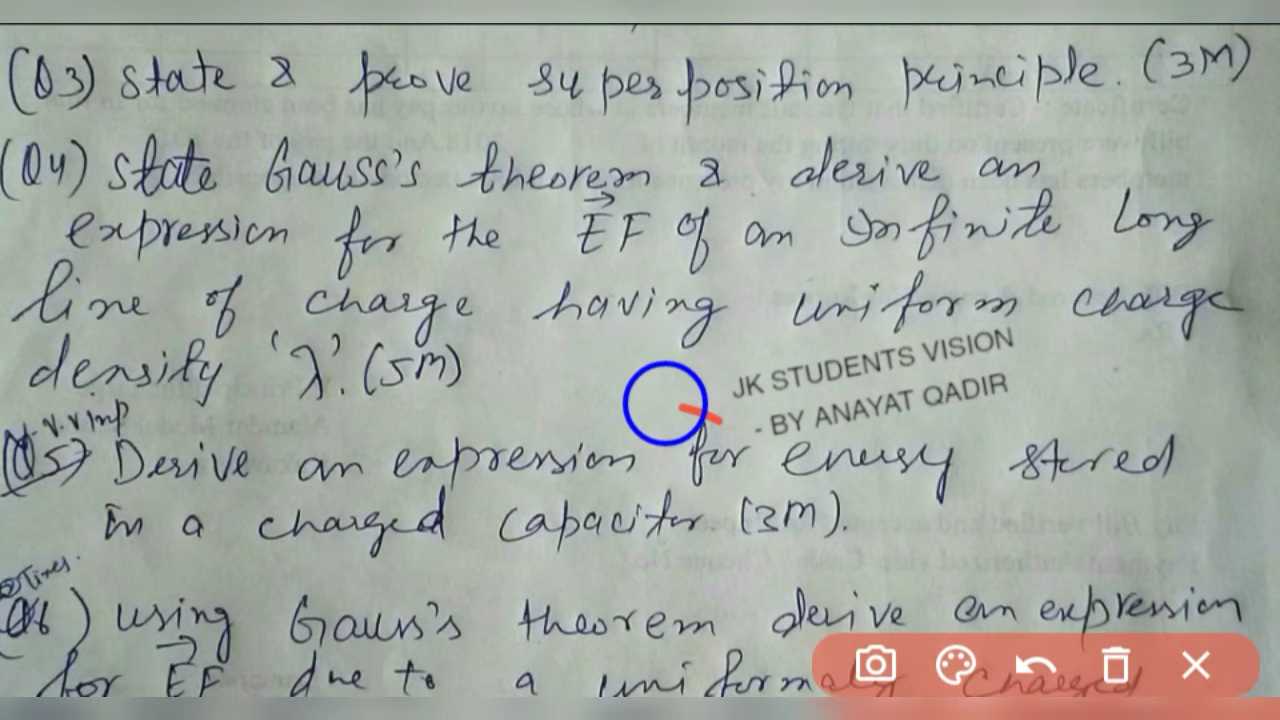 (Q3) State & prove superposition principle. (3M)
(Q4) State Gauss's theorem & derive an
expression for the EF of an Infinite Long
line of charge having uniform charge
density 'λ'. (5M)
JK STUDENTS VISION
- BY ANAYAT QADIR
v.v imp
(Q5) Derive an expression for energy stored
in a charged Capacitor (3M).
Times.
Q6) using Gauss's theorem derive an expression
for EF due to a uniformaly Charged